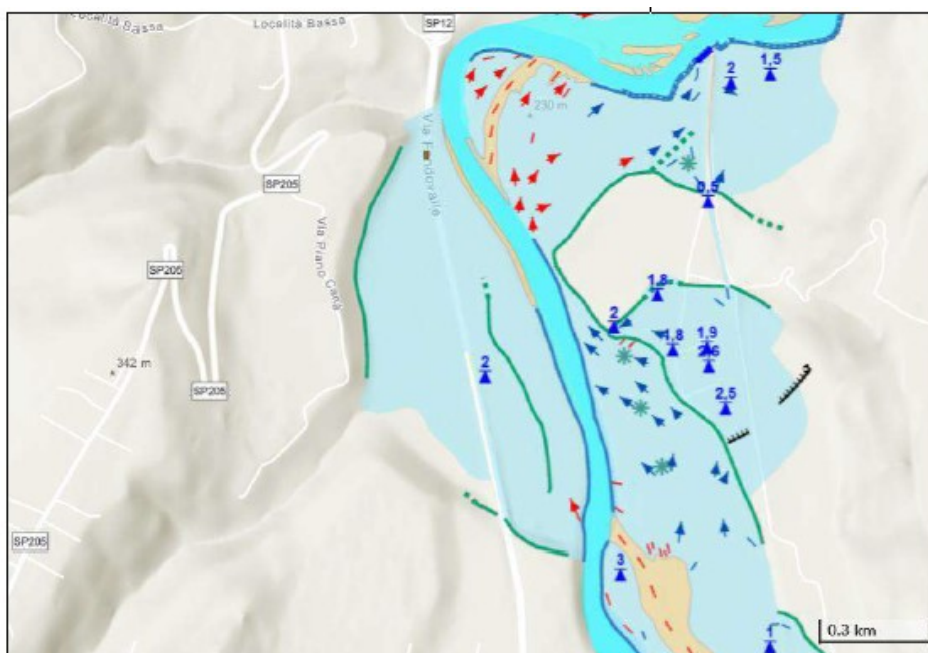 Località Bassa
Località Bassa
SP12
2
1,5
230 m
Via Fondovalle
SP205
0,5
Via Piano Canà
SP205
1,8
2
342 m
1,8
1,9
2
SP205
2,5
SP205
3
0.3 km
1